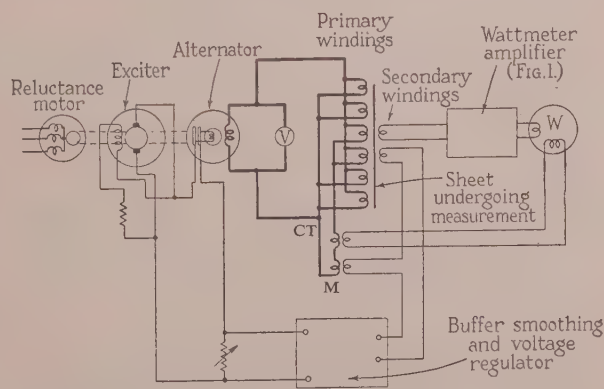 Primary
windings
Alternator
Exciter
Reluctance
motor
Wattmeter
amplifier
(FIG.1.)
Secondary
windings
V
W
Sheet
undergoing
measurement
CT
M
Buffer smoothing
and voltage
regulator